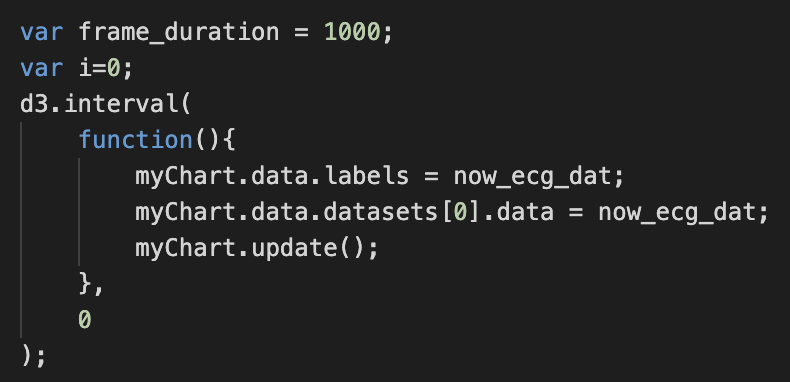 var frame_duration = 1000;
var i=0;
d3.interval(
    function(){
        myChart.data.labels = now_ecg_dat;
        myChart.data.datasets[0].data = now_ecg_dat;
        myChart.update();
    },
    0
);